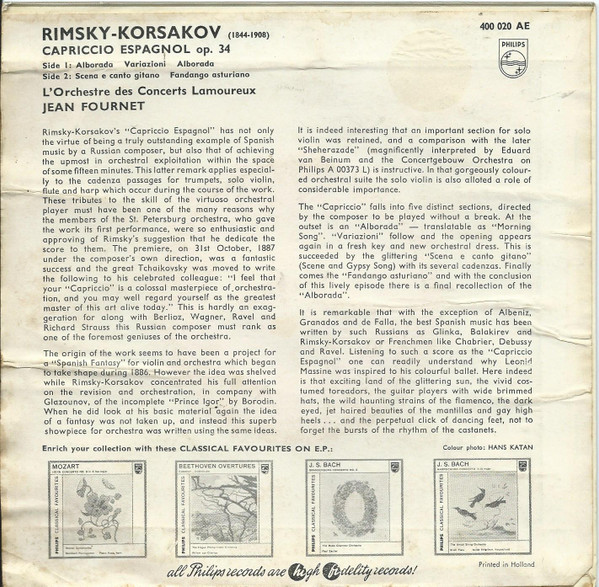 RIMSKY-KORSAKOV (1844-1908)
400 020 AE
CAPRICCIO ESPAGNOL op. 34
PHILIPS
Side 1: Alborada Variazioni Alborada
Side 2: Scena e canto gitano Fandango asturiano
L'Orchestre des Concerts Lamoureux
JEAN FOURNET
Rimsky-Korsakov's "Capriccio Espagnol" has not only
the virtue of being a truly outstanding example of Spanish
music by a Russian composer, but also that of achieving
the upmost in orchestral exploitation within the space
of some fifteen minutes. This latter remark applies especial-
ly to the cadenza passages for trumpets, solo violin,
flute and harp which occur during the course of the work.
These tributes to the skill of the virtuoso orchestral
player must have been one of the many reasons why
the members of the St. Petersburg orchestra, who gave
the work its first performance, were so enthusiastic and
approving of Rimsky's suggestion that he dedicate the
score to them. The premiere, on 31st October, 1887
under the composer's own direction, was a fantastic
success and the great Tchaikovsky was moved to write
the following to his celebrated colleague: "I feel that
your "Capriccio" is a colossal masterpiece of orchestra-
tion, and you may well regard yourself as the greatest
master of this art alive today." This is hardly an exag-
geration for along with Berlioz, Wagner, Ravel and
Richard Strauss this Russian composer must rank as
one of the foremost geniuses of the orchestra.
The origin of the work seems to have been a project for
a "Spanish Fantasy" for violin and orchestra which began
to take shape during 1886. However the idea was shelved
while Rimsky-Korsakov concentrated his full attention
on the revision and orchestration, in company with
Glazounov, of the incomplete "Prince Igor" by Borodin.
When he did look at his basic material again the idea
of a fantasy was not taken up, and instead this superb
showpiece for orchestra was written using the same ideas.
It is indeed interesting that an important section for solo
violin was retained, and a comparison with the later
"Sheherazade" (magnificently interpreted by Eduard
van Beinum and the Concertgebouw Orchestra on
Philips A 00373 L) is instructive. In that gorgeously colour-
ed orchestral suite the solo violin is also alloted a role of
considerable importance.
The "Capriccio" falls into five distinct sections, directed
by the composer to be played without a break. At the
outset is an "Alborada" — translatable as "Morning
Song". "Variazioni" follow and the opening appears
again in a fresh key and new orchestral dress. This is
succeeded by the glittering "Scena e canto gitano"
(Scene and Gypsy Song) with its several cadenzas. Finally
comes the "Fandango asturiano" and with the conclusion
of this lively episode there is a final recollection of the
"Alborada".
It is remarkable that with the exception of Albeniz,
Granados and de Falla, the best Spanish music has been
written by such Russians as Glinka, Balakirev and
Rimsky-Korsakov or Frenchmen like Chabrier, Debussy
and Ravel. Listening to such a score as the "Capriccio
Espagnol" one can readily understand why Leonid
Massine was inspired to his colourful ballet. Here indeed
is that exciting land of the glittering sun, the vivid cos-
tumed toreadors, the guitar players with wide brimmed
hats, the wild haunting strains of the flamenco, the dark
eyed, jet haired beauties of the mantillas and gay high
heels . . . and the perpetual click of dancing feet, not to
forget the bursts of the rhythm of the castanets.
Enrich your collection with these CLASSICAL FAVOURITES ON E.P.:
Colour photo: HANS KATAN
MOZART
PHILIPS CLASSICAL FAVOURITES
BEETHOVEN OVERTURES
PHILIPS CLASSICAL FAVOURITES
J. S. BACH
PHILIPS CLASSICAL FAVOURITES
J. S. BACH
PHILIPS CLASSICAL FAVOURITES
all Philips records are high fidelity records!
Printed in Holland